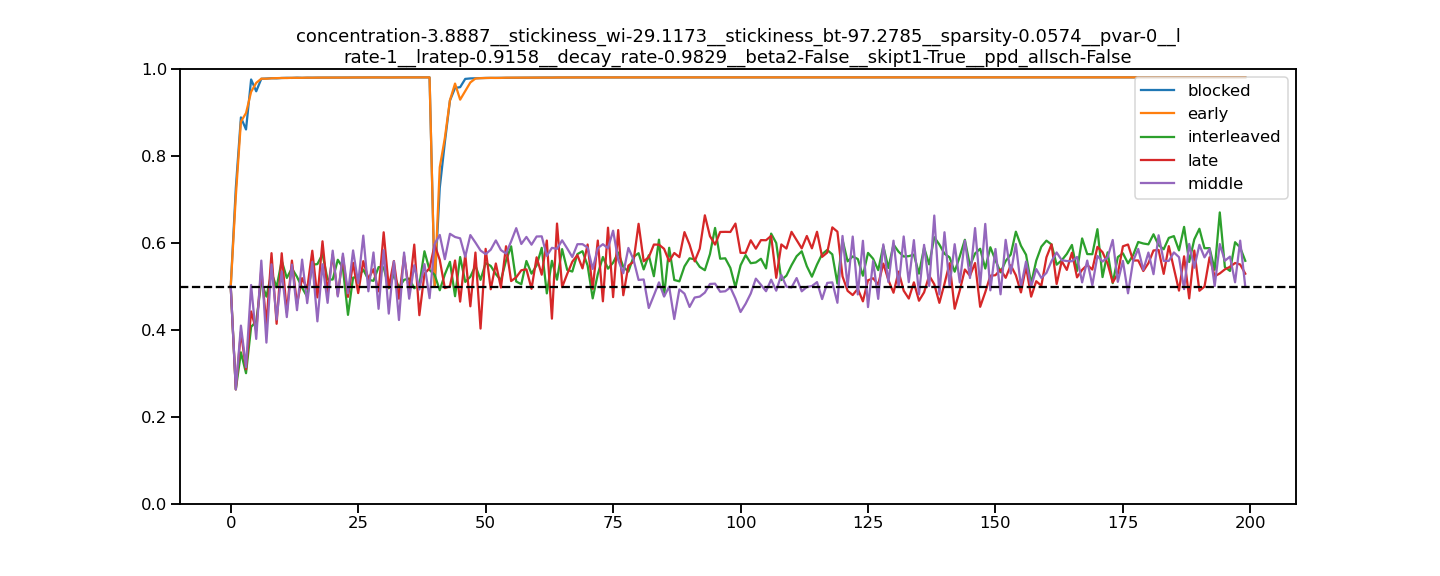 concentration-3.8887__stickiness_wi-29.1173__stickiness_bt-97.2785__sparsity-0.0574__pvar-0__l
rate-1__lratep-0.9158__decay_rate-0.9829__beta2-False__skipt1-True__ppd_allsch-False
1.0
0.8
0.6
0.4
0.2
0.0
blocked
early
interleaved
late
middle
0 25 50 75 100 125 150 175 200